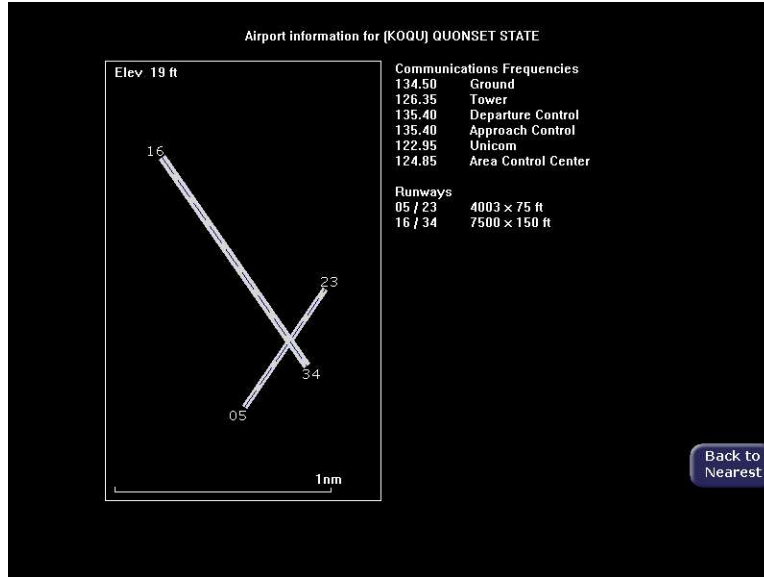 Airport information for [KOQU] QUONSET STATE
Elev 19 ft
16
23
34
05
1nm
Communications Frequencies
134.50 Ground
126.35 Tower
135.40 Departure Control
135.40 Approach Control
122.95 Unicom
124.85 Area Control Center
Runways
05 / 23 4003 × 75 ft
16 / 34 7500 × 150 ft
Back to
Nearest